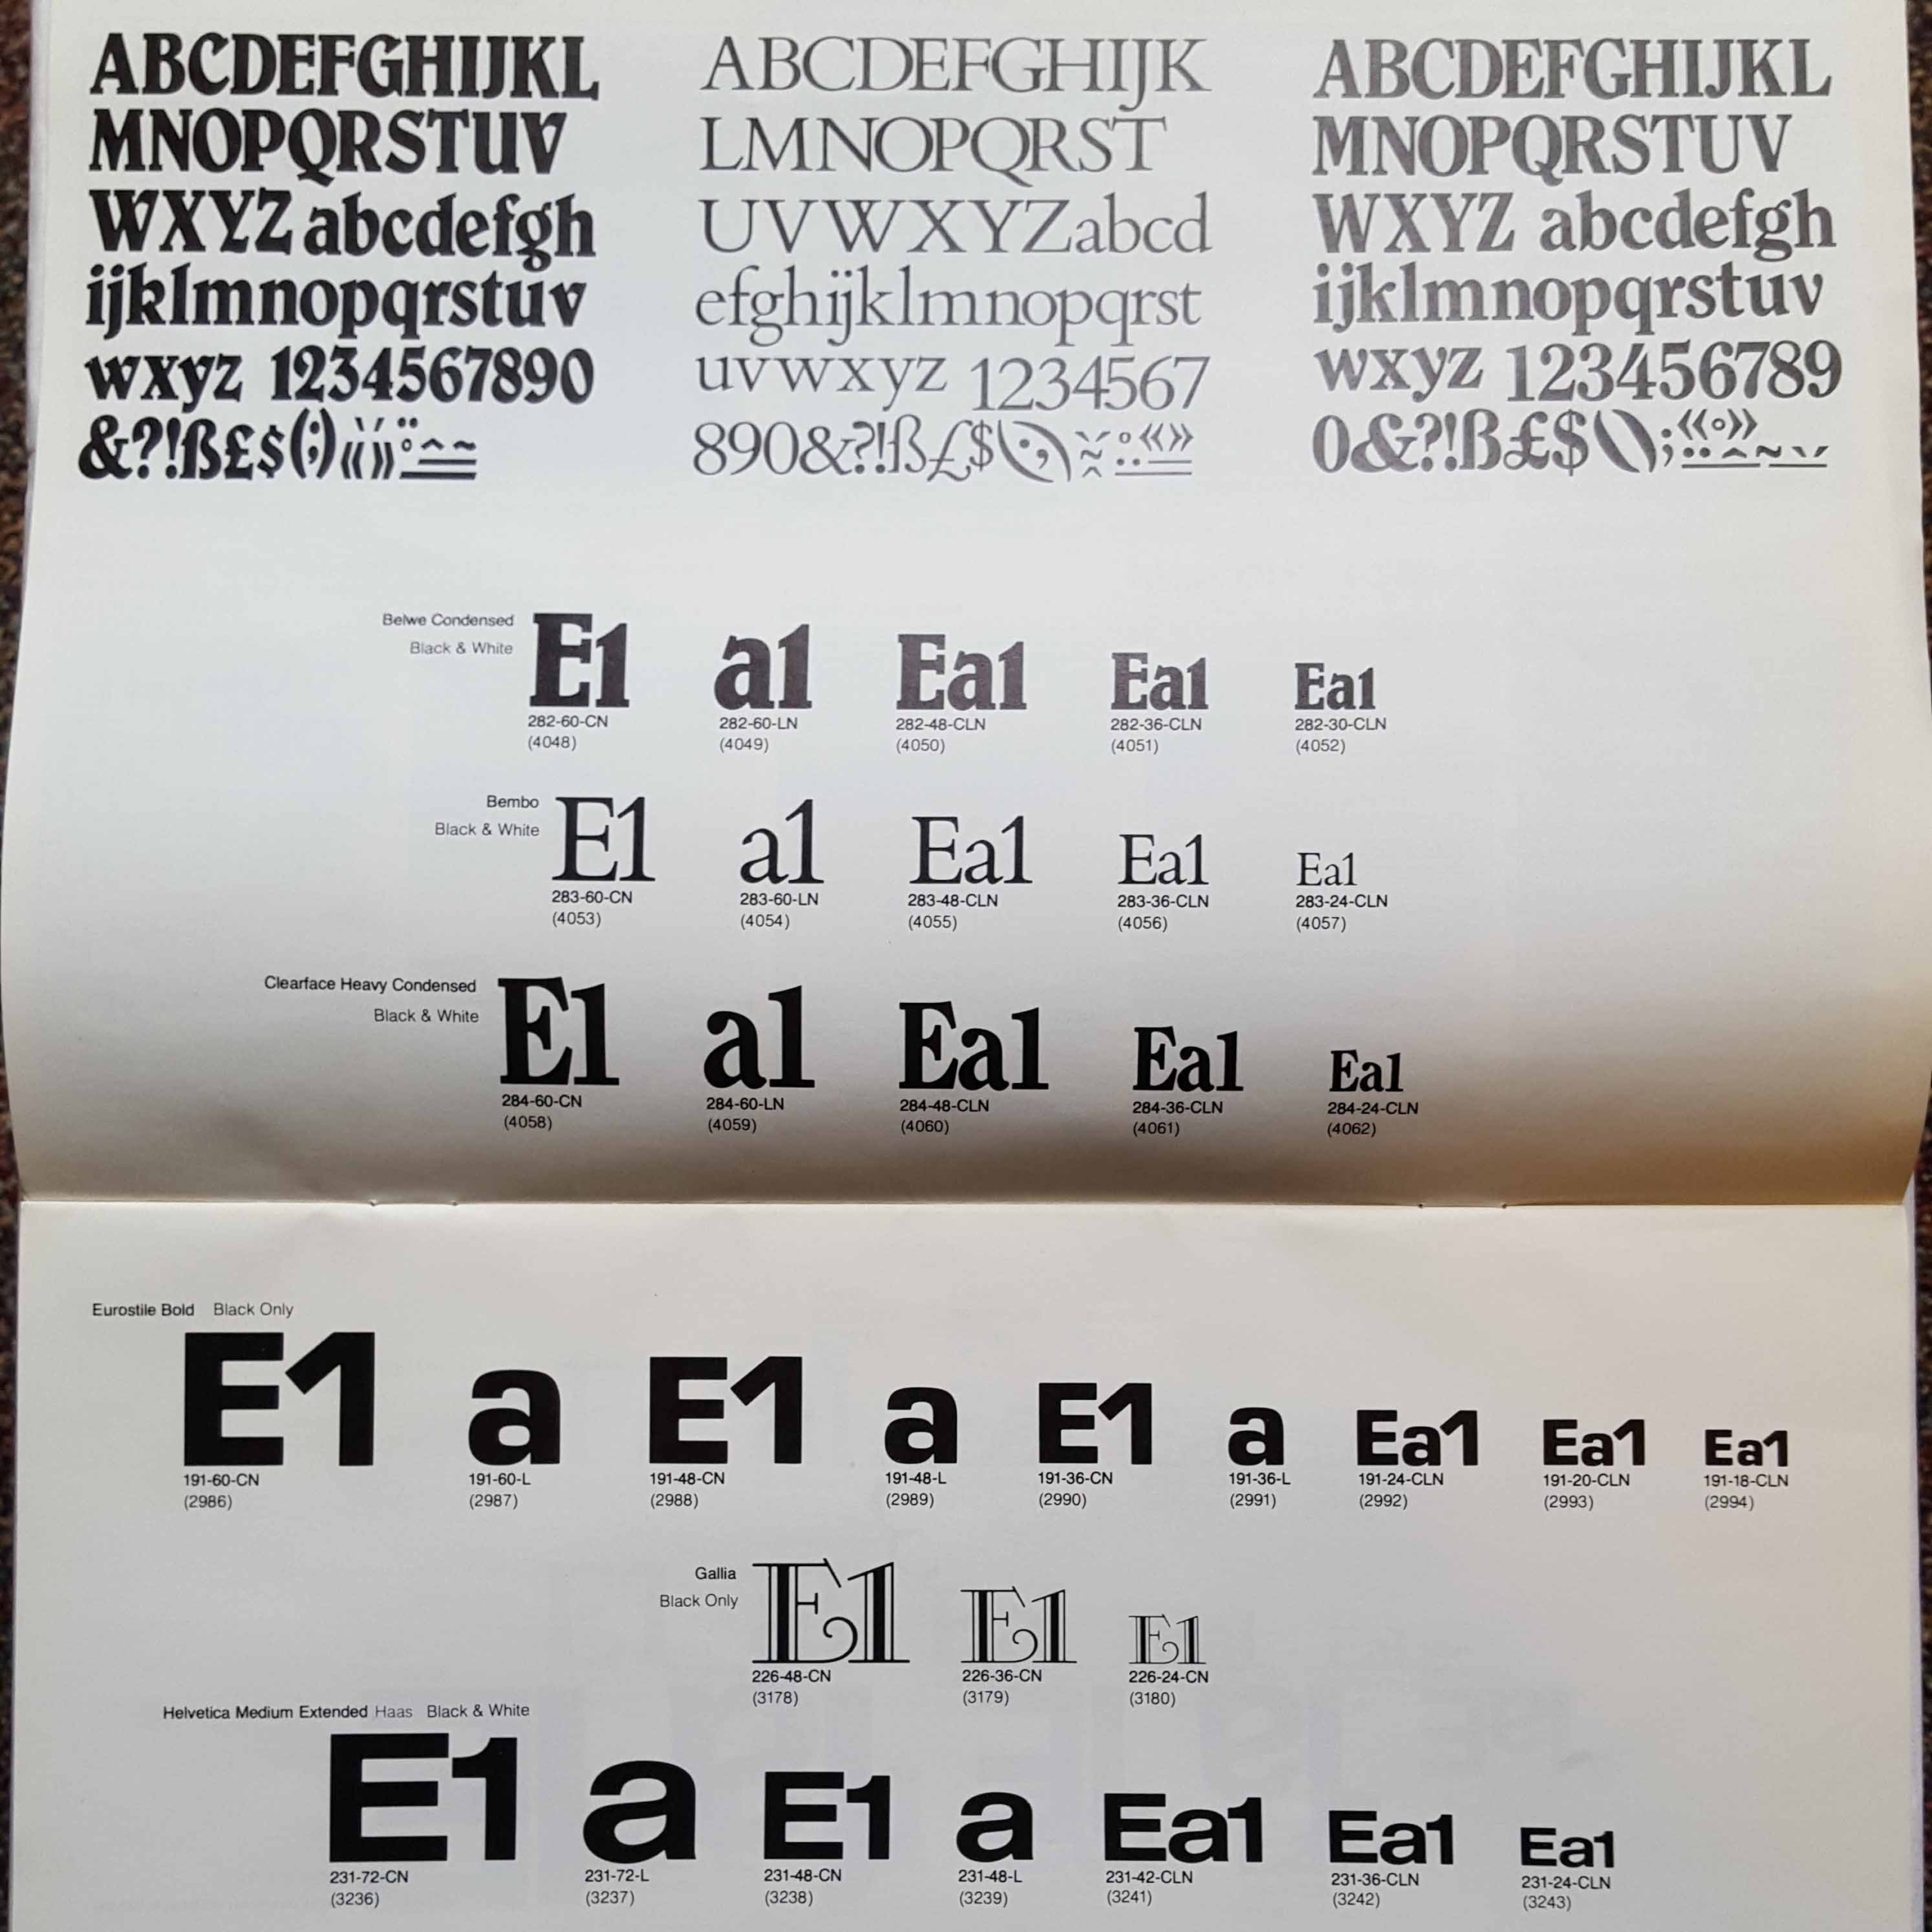 ABCDEFGHIJKL
MNOPQRSTUV
WXYZ abcdefgh
ijklmnopqrstuv
wxyz 1234567890
&?!ß£$(;)

ABCDEFGHIJK
LMNOPQRST
UVWXYZabcd
efghijklmnopqrst
uvwxyz 1234567
890&?!ß£$

ABCDEFGHIJKL
MNOPQRSTUV
WXYZ abcdefgh
ijklmnopqrstuv
wxyz 123456789
0&?!ß£$();

Belwe Condensed
Black & White
E1 a1 Ea1 Ea1 Ea1
282-60-CN 282-60-LN 282-48-CLN 282-36-CLN 282-30-CLN
(4048) (4049) (4050) (4051) (4052)
Bembo
Black & White
E1 a1 Ea1 Ea1 Ea1
283-60-CN 283-60-LN 283-48-CLN 283-36-CLN 283-24-CLN
(4053) (4054) (4055) (4056) (4057)
Clearface Heavy Condensed
Black & White
E1 a1 Ea1 Ea1 Ea1
284-60-CN 284-60-LN 284-48-CLN 284-36-CLN 284-24-CLN
(4058) (4059) (4060) (4061) (4062)
Eurostile Bold Black Only
E1 a E1 a E1 a Ea1 Ea1 Ea1
191-60-CN 191-60-L 191-48-CN 191-48-L 191-36-CN 191-36-L 191-24-CLN 191-20-CLN 191-18-CLN
(2986) (2987) (2988) (2989) (2990) (2991) (2992) (2993) (2994)
Gallia
Black Only
E1 E1 E1
226-48-CN 226-36-CN 226-24-CN
(3178) (3179) (3180)
Helvetica Medium Extended Haas Black & White
E1 a E1 a Ea1 Ea1 Ea1
231-72-CN 231-72-L 231-48-CN 231-48-L 231-42-CLN 231-36-CLN 231-24-CLN
(3236) (3237) (3238) (3239) (3241) (3242) (3243)